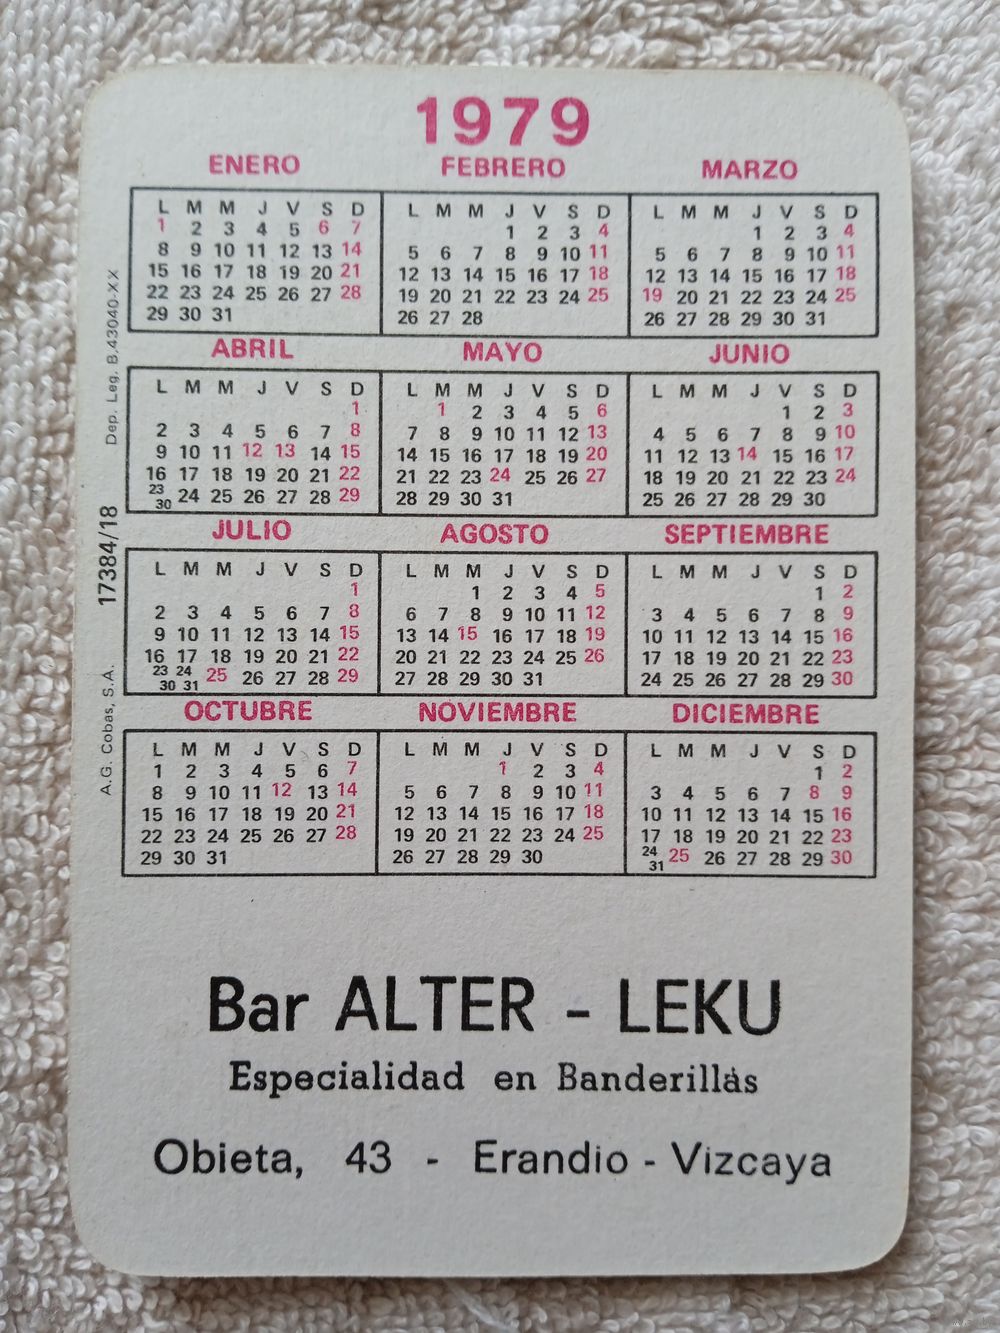 1979
ENERO FEBRERO MARZO
L M M J V S D L M M J V S D L M M J V S D
1 2 3 4 5 6 7 1 2 3 4 1 2 3 4
8 9 10 11 12 13 14 5 6 7 8 9 10 11 5 6 7 8 9 10 11
15 16 17 18 19 20 21 12 13 14 15 16 17 18 12 13 14 15 16 17 18
22 23 24 25 26 27 28 19 20 21 22 23 24 25 19 20 21 22 23 24 25
29 30 31 26 27 28 26 27 28 29 30 31
ABRIL MAYO JUNIO
L M M J V S D L M M J V S D L M M J V S D
1 1 2 3 4 5 6 1 2 3
2 3 4 5 6 7 8 7 8 9 10 11 12 13 4 5 6 7 8 9 10
9 10 11 12 13 14 15 14 15 16 17 18 19 20 11 12 13 14 15 16 17
16 17 18 19 20 21 22 21 22 23 24 25 26 27 18 19 20 21 22 23 24
23 30 24 25 26 27 28 29 28 29 30 31 25 26 27 28 29 30
JULIO AGOSTO SEPTIEMBRE
L M M J V S D L M M J V S D L M M J V S D
1 1 2 3 4 5 1 2
2 3 4 5 6 7 8 6 7 8 9 10 11 12 3 4 5 6 7 8 9
9 10 11 12 13 14 15 13 14 15 16 17 18 19 10 11 12 13 14 15 16
16 17 18 19 20 21 22 20 21 22 23 24 25 26 17 18 19 20 21 22 23
23 30 24 31 25 26 27 28 29 27 28 29 30 31 24 25 26 27 28 29 30
OCTUBRE NOVIEMBRE DICIEMBRE
L M M J V S D L M M J V S D L M M J V S D
1 2 3 4 5 6 7 1 2 3 4 1 2
8 9 10 11 12 13 14 5 6 7 8 9 10 11 3 4 5 6 7 8 9
15 16 17 18 19 20 21 12 13 14 15 16 17 18 10 11 12 13 14 15 16
22 23 24 25 26 27 28 19 20 21 22 23 24 25 17 18 19 20 21 22 23
29 30 31 26 27 28 29 30 24 31 25 26 27 28 29 30
A.G. Cobas, S.A. 17384/18 Dep. Leg. B.43040-XX
Bar ALTER - LEKU
Especialidad en Banderillás
Obieta, 43 - Erandio - Vizcaya